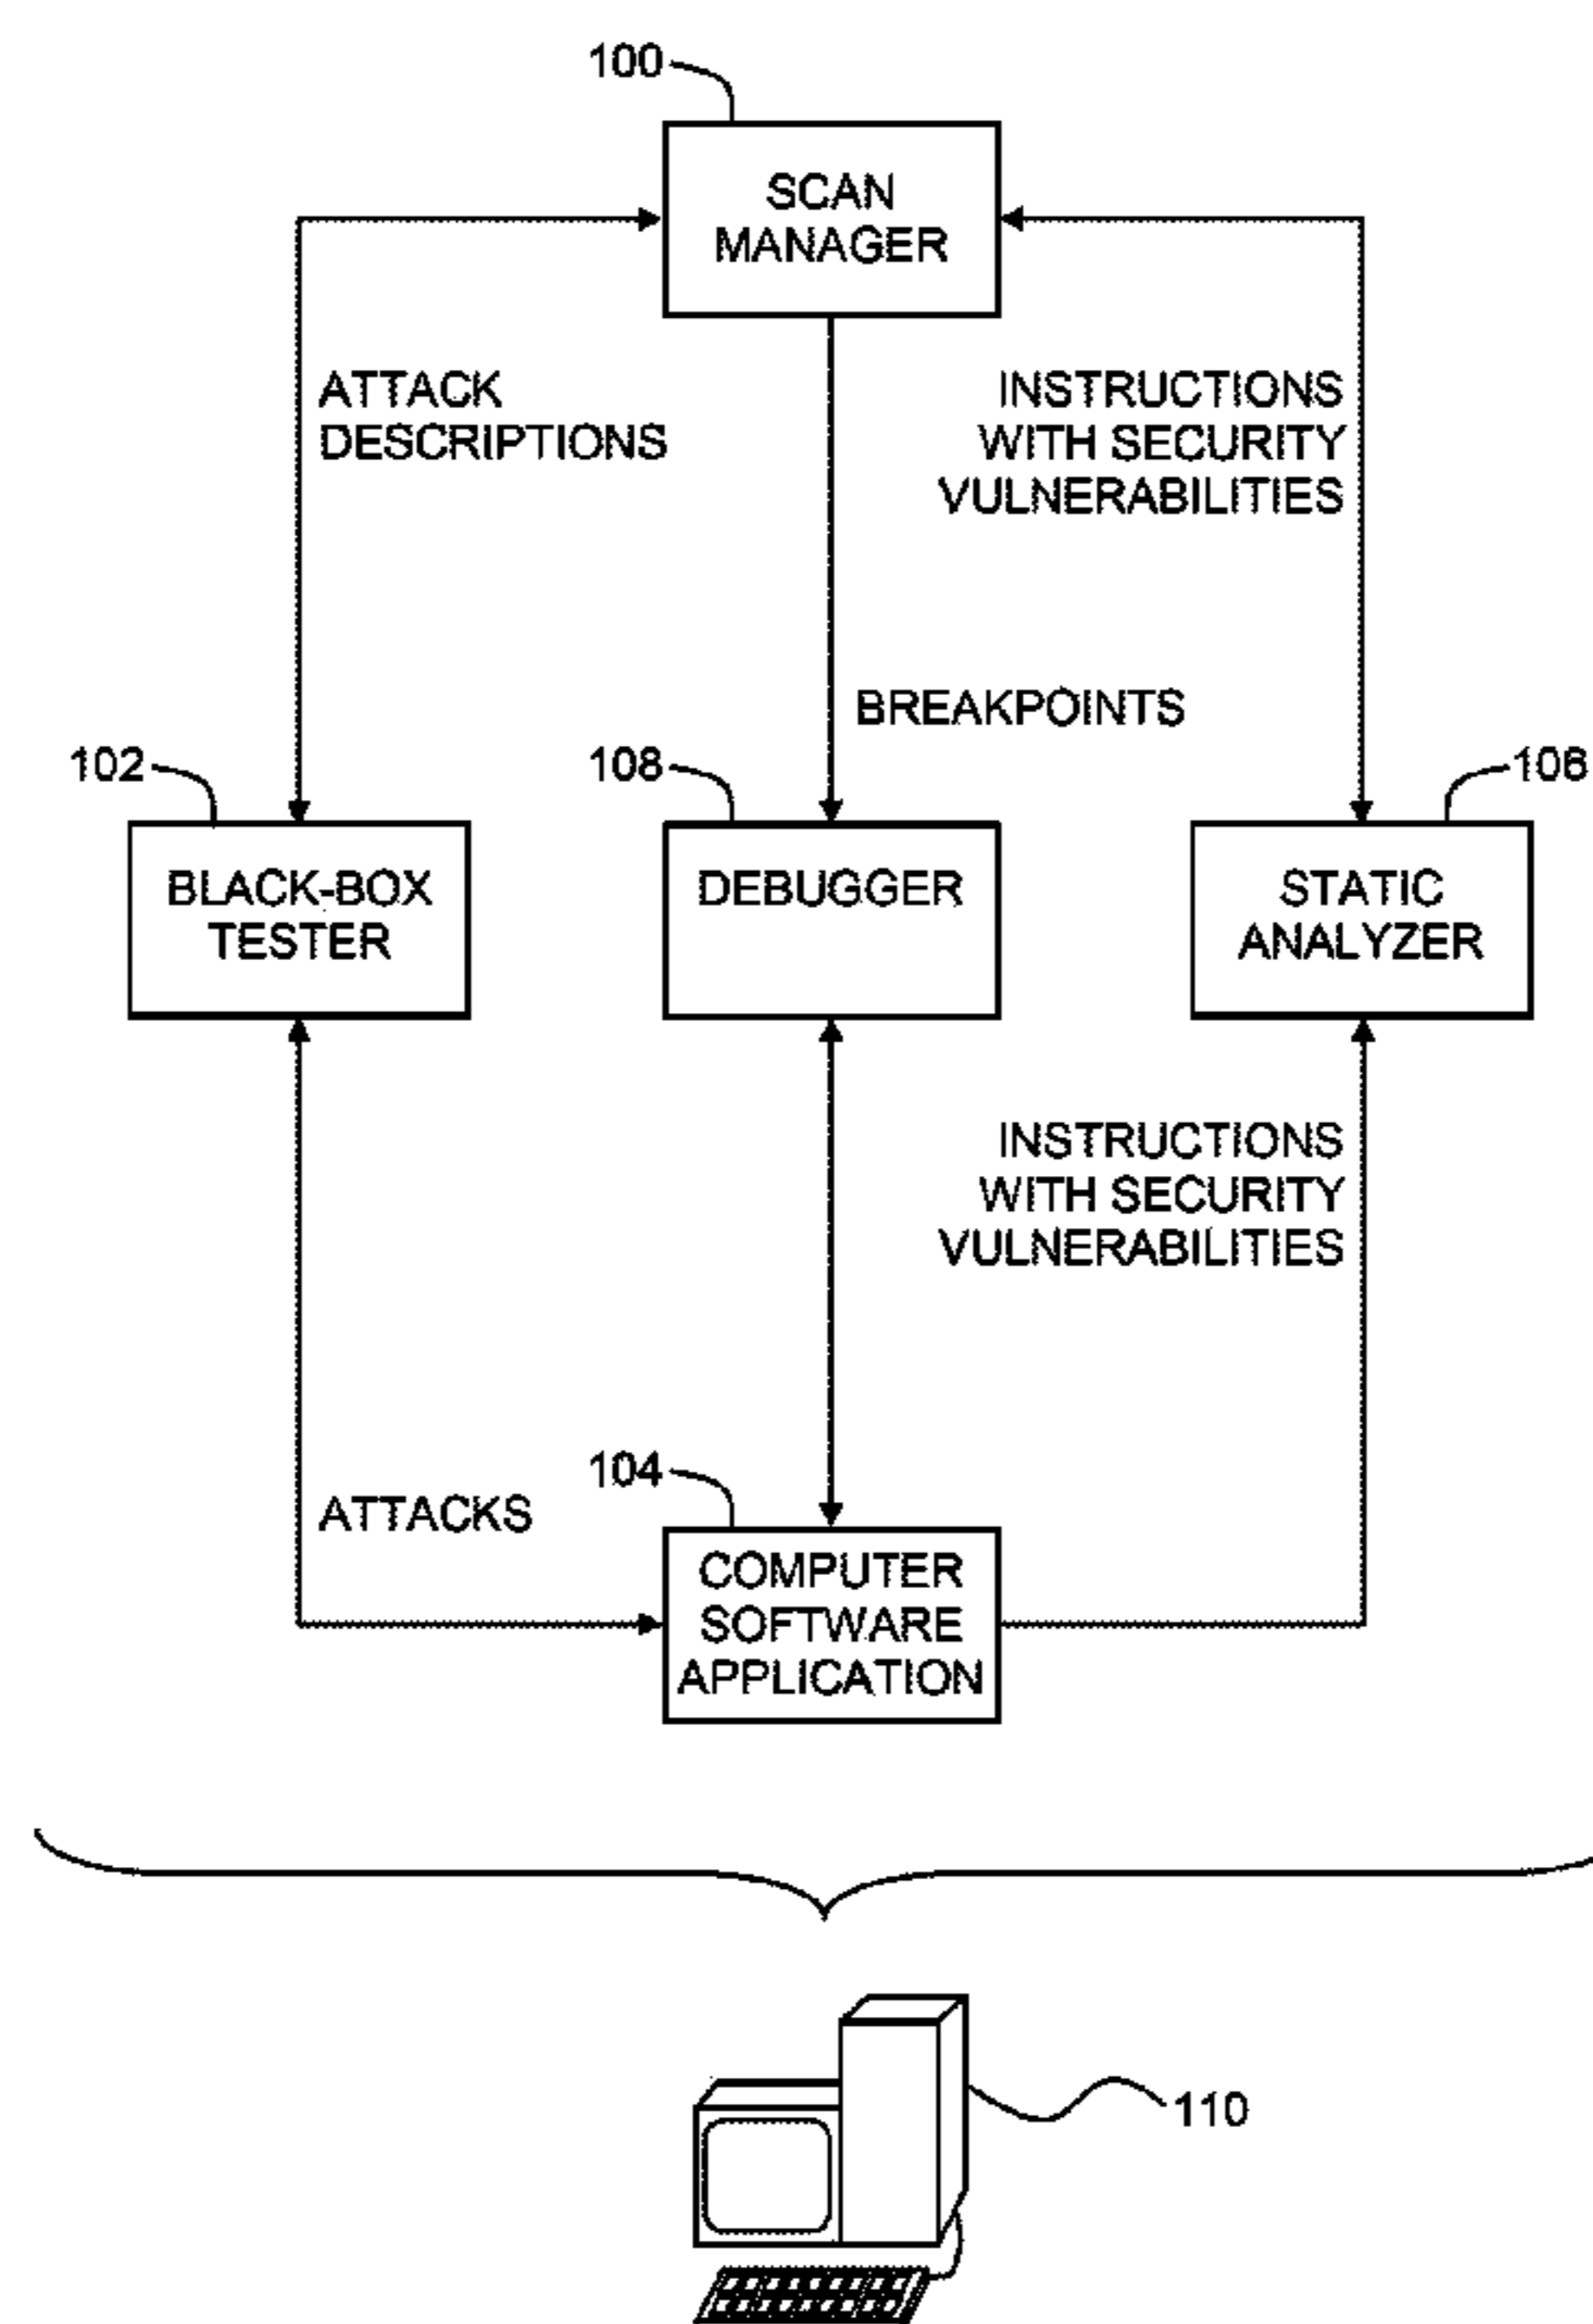 100
SCAN
MANAGER
ATTACK
DESCRIPTIONS
INSTRUCTIONS
WITH SECURITY
VULNERABILITIES
BREAKPOINTS
102
108
106
BLACK-BOX
TESTER
DEBUGGER
STATIC
ANALYZER
INSTRUCTIONS
WITH SECURITY
VULNERABILITIES
104
ATTACKS
COMPUTER
SOFTWARE
APPLICATION
110